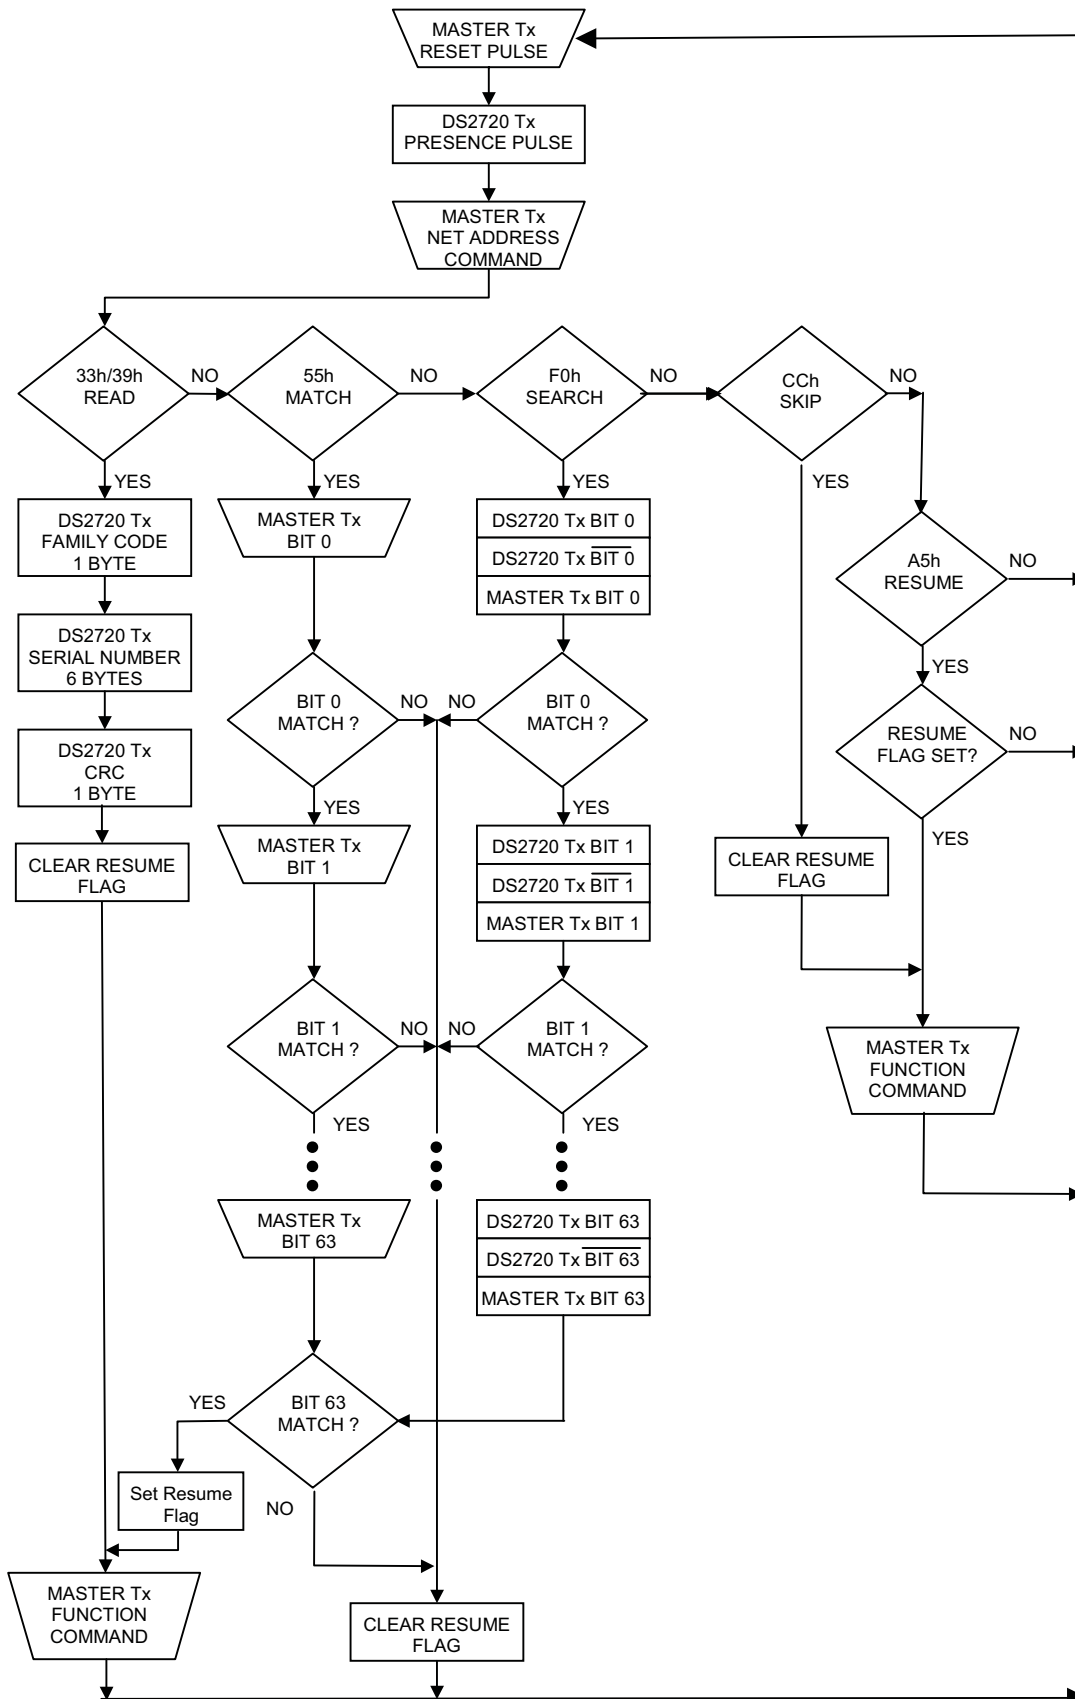 MASTER Tx
RESET PULSE
DS2720 Tx
PRESENCE PULSE
MASTER Tx
NET ADDRESS
COMMAND
33h/39h
READ
NO
55h
MATCH
NO
F0h
SEARCH
NO
CCh
SKIP
NO
YES
YES
YES
YES
DS2720 Tx
FAMILY CODE
1 BYTE
MASTER Tx
BIT 0
DS2720 Tx BIT 0
DS2720 Tx B̅I̅T̅ ̅0̅
MASTER Tx BIT 0
A5h
RESUME
NO
YES
DS2720 Tx
SERIAL NUMBER
6 BYTES
BIT 0
MATCH ?
NO
NO
BIT 0
MATCH ?
RESUME
FLAG SET?
NO
YES
DS2720 Tx
CRC
1 BYTE
YES
YES
MASTER Tx
BIT 1
DS2720 Tx BIT 1
DS2720 Tx B̅I̅T̅ ̅1̅
MASTER Tx BIT 1
CLEAR RESUME
FLAG
CLEAR RESUME
FLAG
BIT 1
MATCH ?
NO
NO
BIT 1
MATCH ?
MASTER Tx
FUNCTION
COMMAND
YES
YES
MASTER Tx
BIT 63
DS2720 Tx BIT 63
DS2720 Tx B̅I̅T̅ ̅6̅3̅
MASTER Tx BIT 63
YES
BIT 63
MATCH ?
NO
Set Resume
Flag
MASTER Tx
FUNCTION
COMMAND
CLEAR RESUME
FLAG